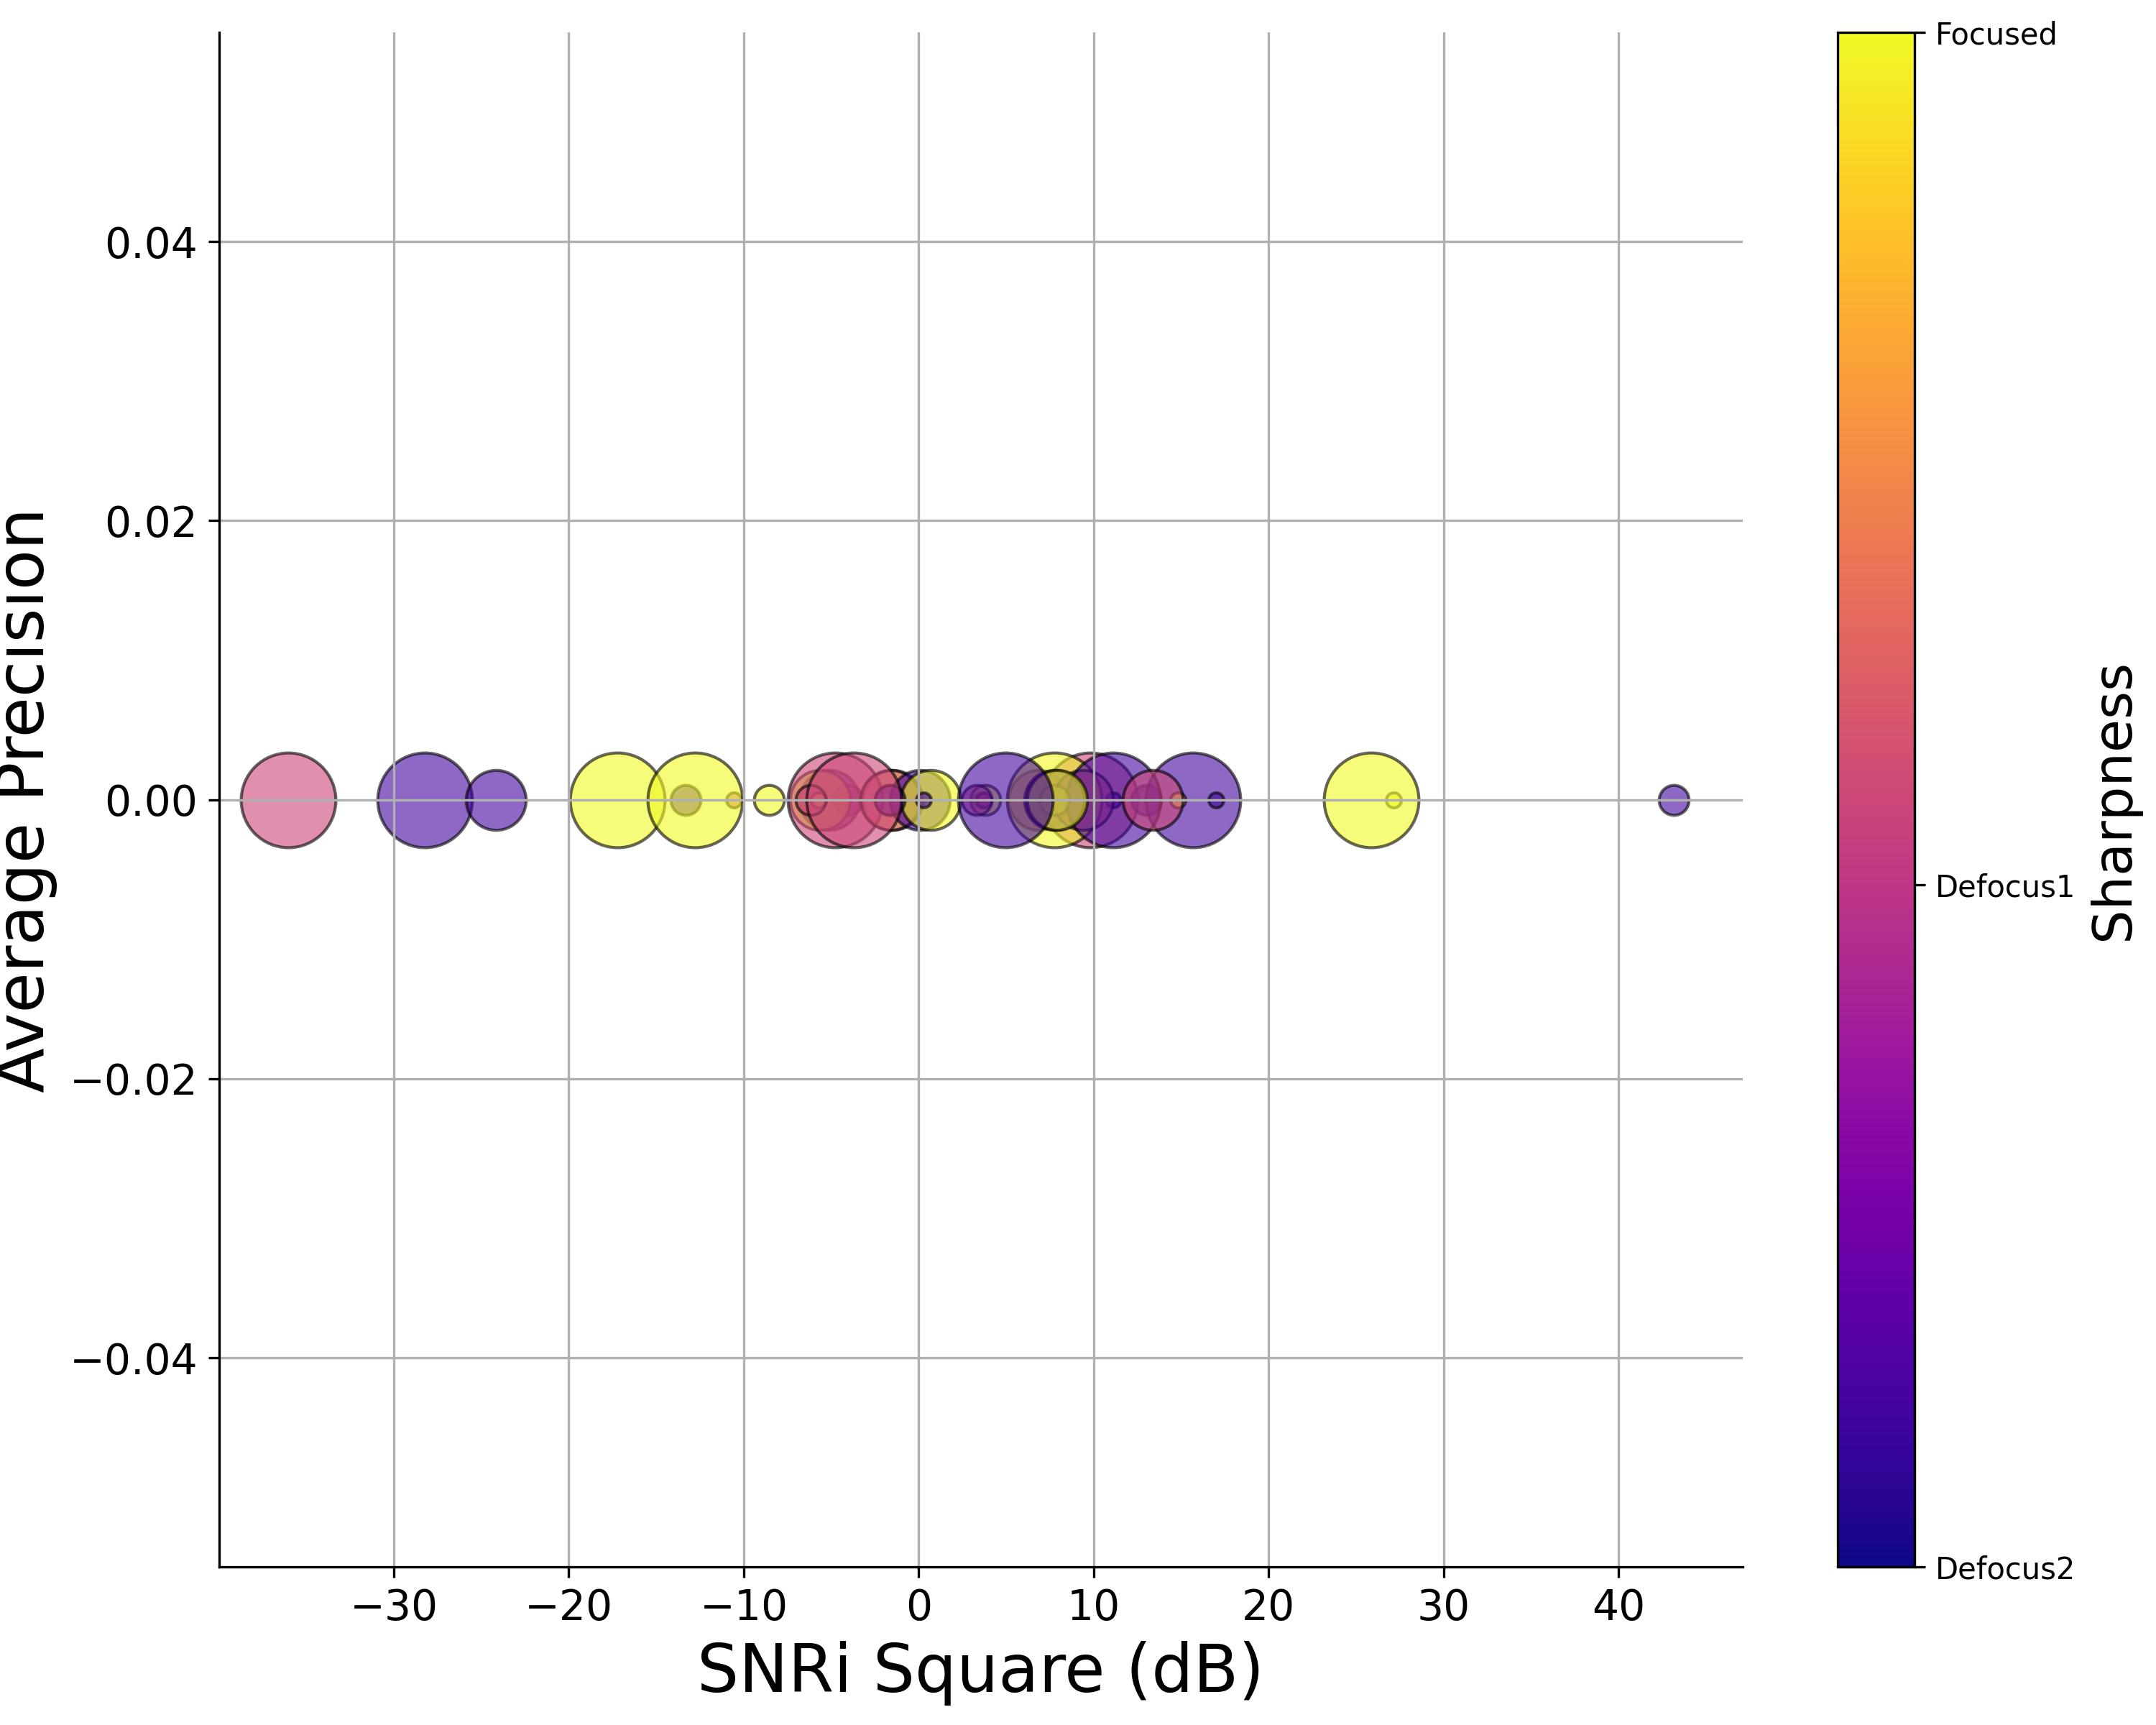 Average Precision
0.04
0.02
0.00
−0.02
−0.04
−30 −20 −10 0 10 20 30 40
SNRi Square (dB)
Focused
Defocus1
Defocus2
Sharpness